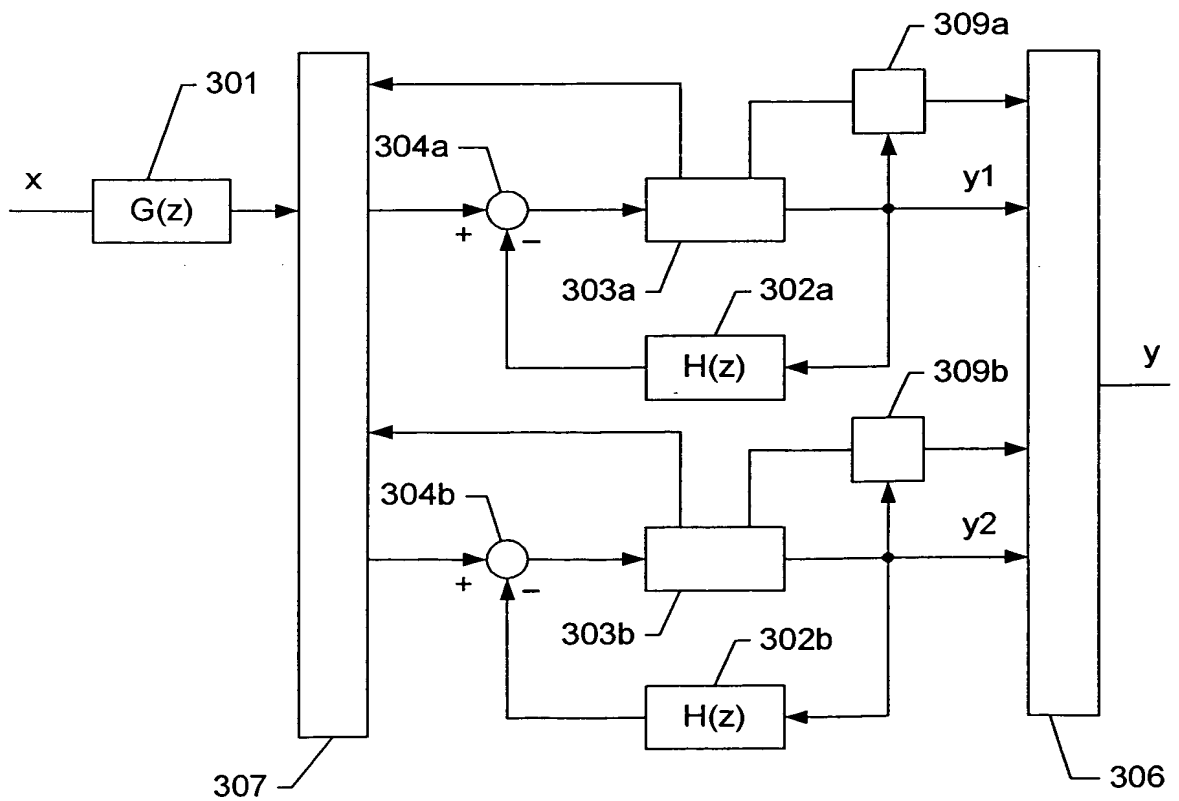 309a
301
304a
x
G(z)
y1
+
−
303a
302a
H(z)
y
309b
304b
y2
+
−
303b
302b
H(z)
307
306